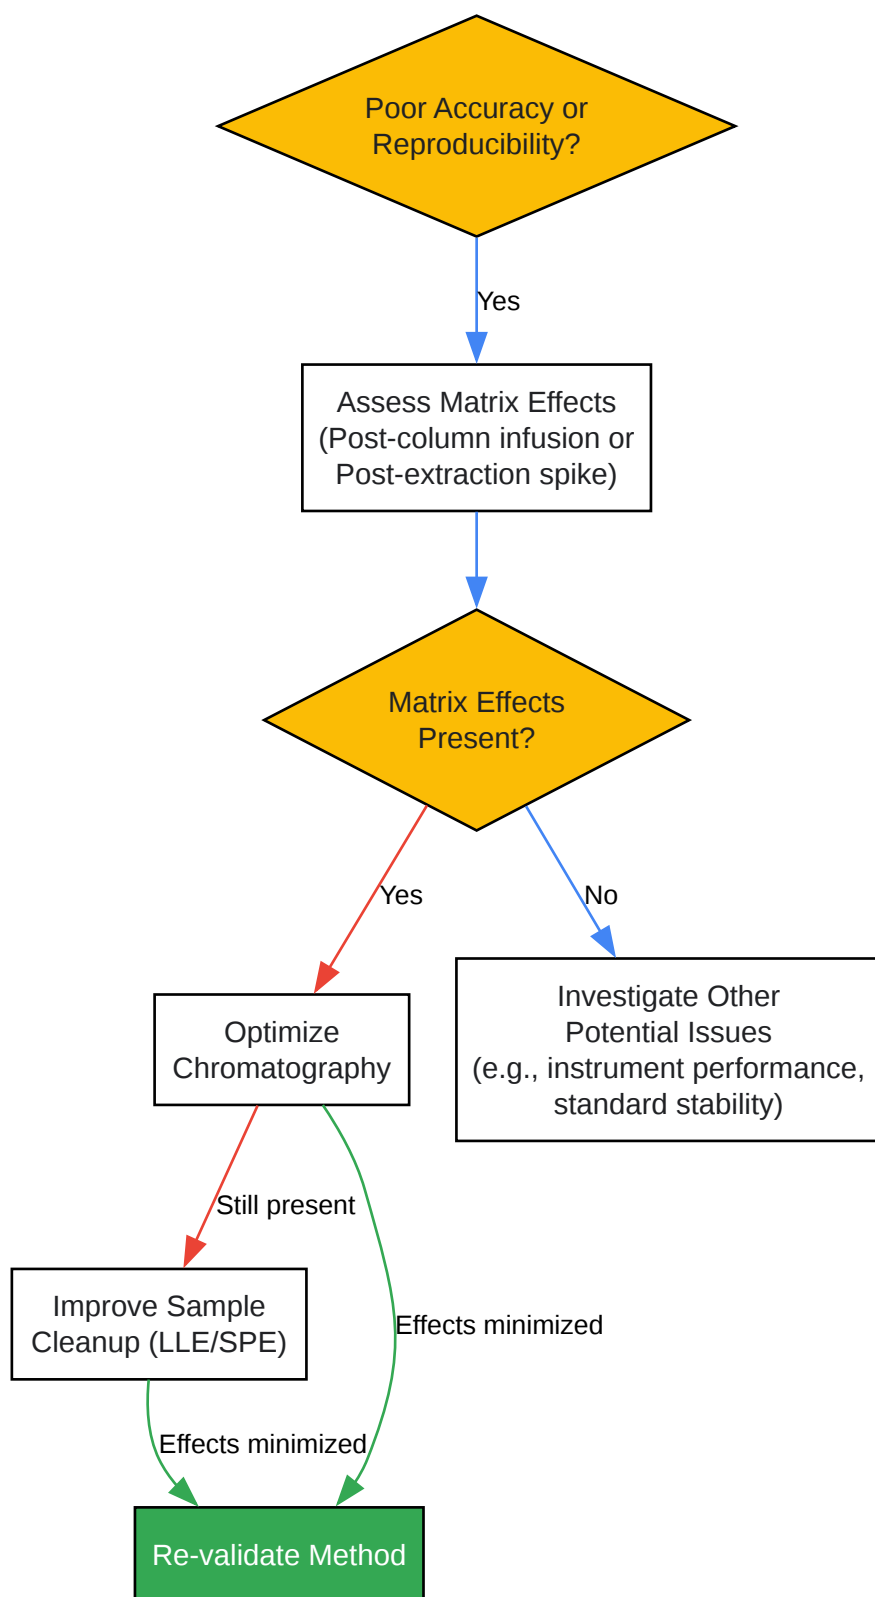 Poor Accuracy or
Reproducibility?
Yes
Assess Matrix Effects
(Post-column infusion or
Post-extraction spike)
Matrix Effects
Present?
Yes
No
Optimize
Chromatography
Investigate Other
Potential Issues
(e.g., instrument performance,
standard stability)
Still present
Improve Sample
Cleanup (LLE/SPE)
Effects minimized
Effects minimized
Re-validate Method